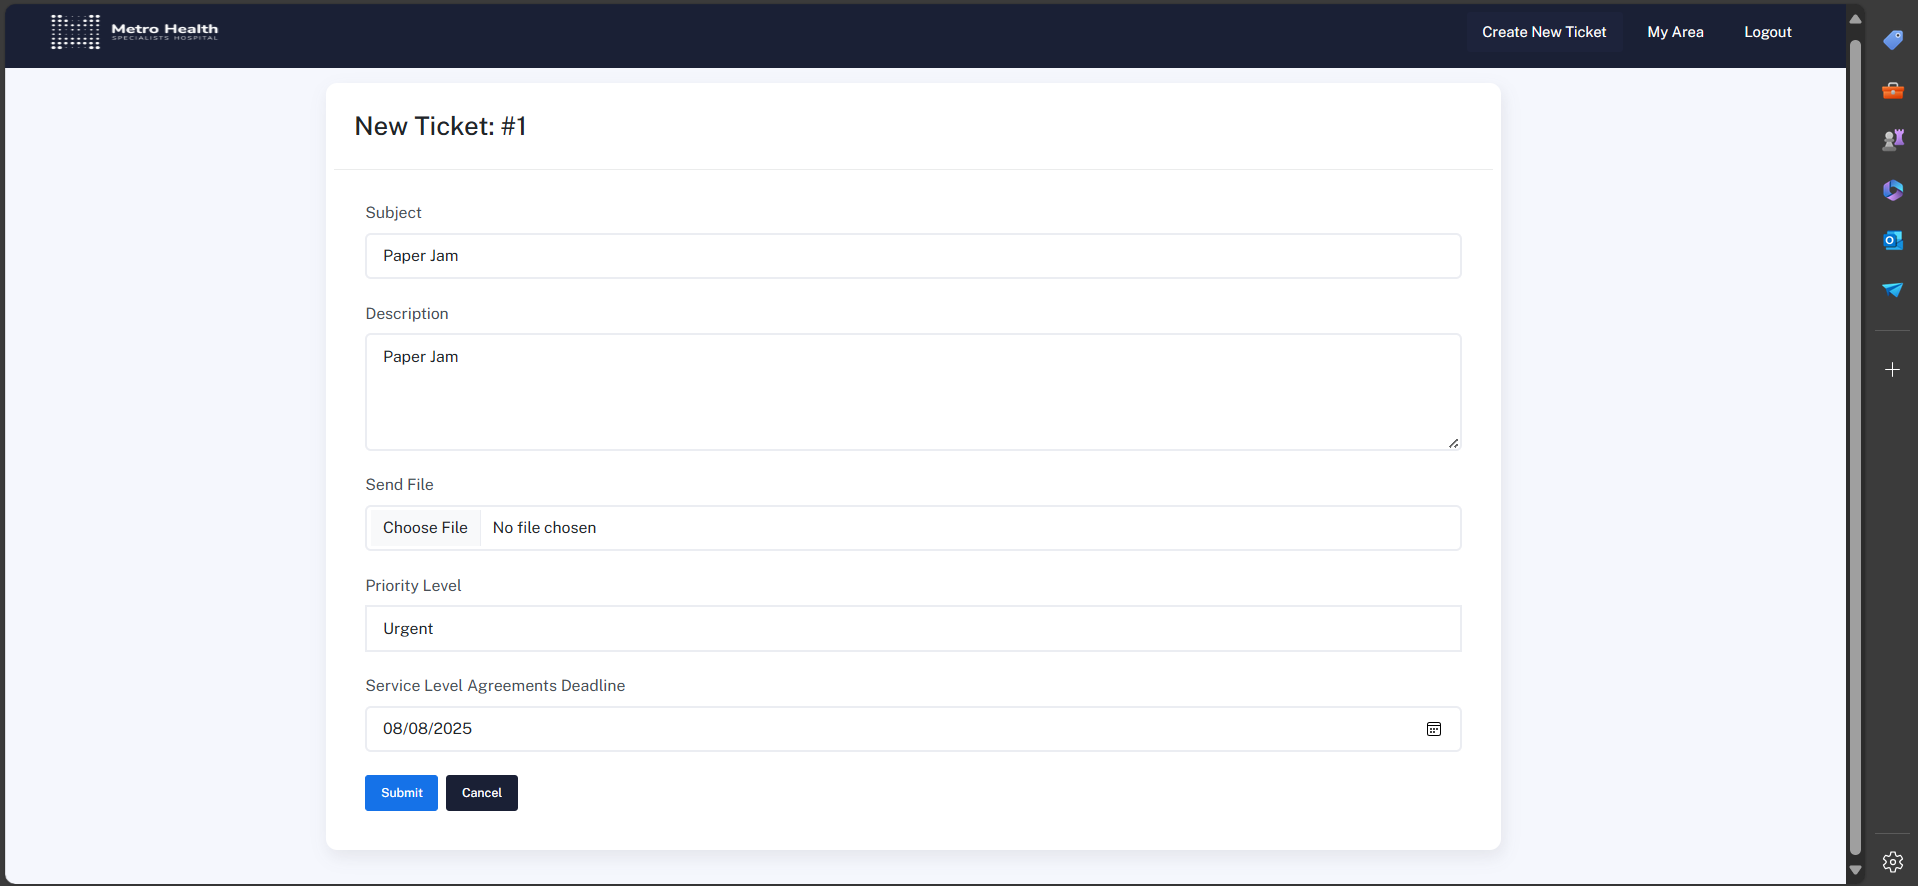 Metro Health
SPECIALISTS HOSPITAL
Create New Ticket
My Area
Logout
New Ticket: #1
Subject
Paper Jam
Description
Paper Jam
Send File
Choose File No file chosen
Priority Level
Urgent
Service Level Agreements Deadline
08/08/2025
Submit Cancel